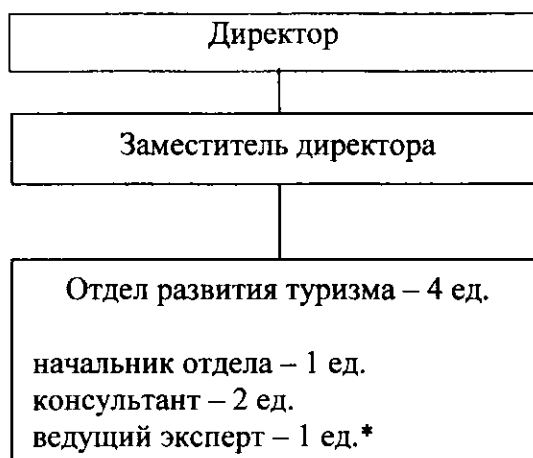 Директор
Заместитель директора
Отдел развития туризма – 4 ед.
начальник отдела – 1 ед.
консультант – 2 ед.
ведущий эксперт – 1 ед.*